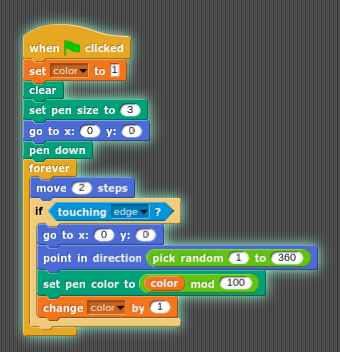 when clicked
set color to 1
clear
set pen size to 3
go to x: 0 y: 0
pen down
forever
move 2 steps
if touching edge ?
go to x: 0 y: 0
point in direction pick random 1 to 360
set pen color to color mod 100
change color by 1